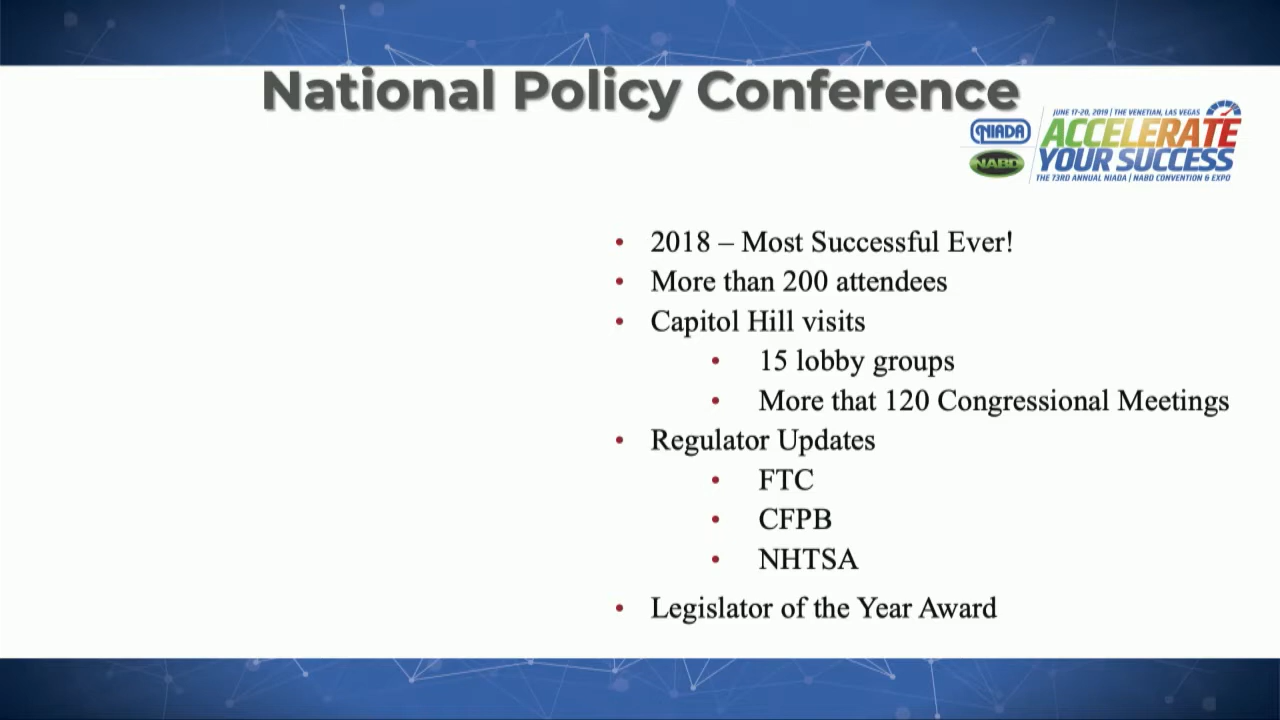 National Policy Conference
JUNE 17-20, 2019 | THE VENETIAN, LAS VEGAS
NIADA
NABD
ACCELERATE
YOUR SUCCESS
THE 73RD ANNUAL NIADA | NABD CONVENTION & EXPO
• 2018 – Most Successful Ever!
• More than 200 attendees
• Capitol Hill visits
• 15 lobby groups
• More that 120 Congressional Meetings
• Regulator Updates
• FTC
• CFPB
• NHTSA
• Legislator of the Year Award